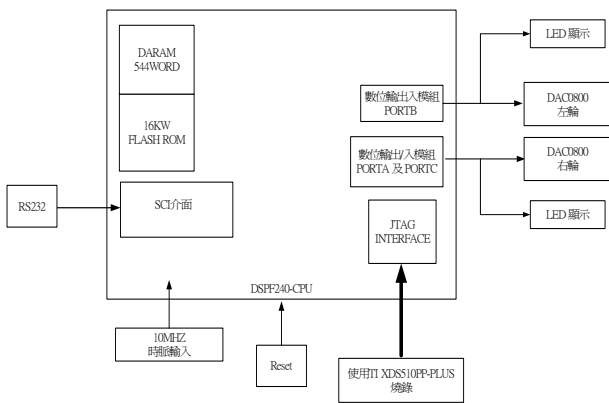 DARAM
544WORD
16KW
FLASH ROM
SCI介面
RS232
數位輸出入模組
PORTB
數位輸出/入模組
PORTA 及 PORTC
JTAG
INTERFACE
LED 顯示
DAC0800
左輪
DAC0800
右輪
LED 顯示
DSPF240-CPU
10MHZ
時脈輸入
Reset
使用TI XDS510PP-PLUS
燒錄